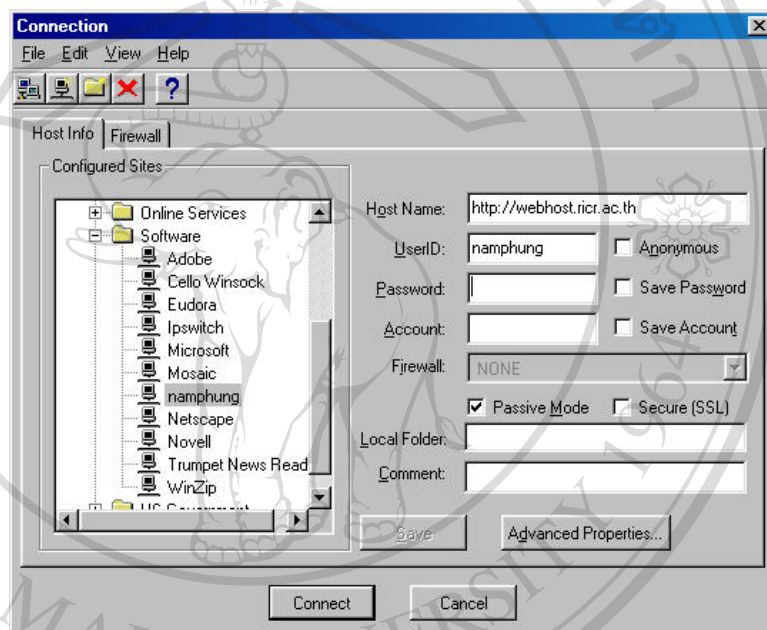 Connection
File Edit View Help
Host Info Firewall
Configured Sites
Online Services
Software
Adobe
Cello Winsock
Eudora
Ipswitch
Microsoft
Mosaic
namphung
Netscape
Novell
Trumpet News Read
WinZip
US Government
Host Name: http://webhost.ricr.ac.th
UserID: namphung Anonymous
Password: Save Password
Account: Save Account
Firewall: NONE
Passive Mode Secure (SSL)
Local Folder:
Comment:
Save Advanced Properties...
Connect Cancel
1964